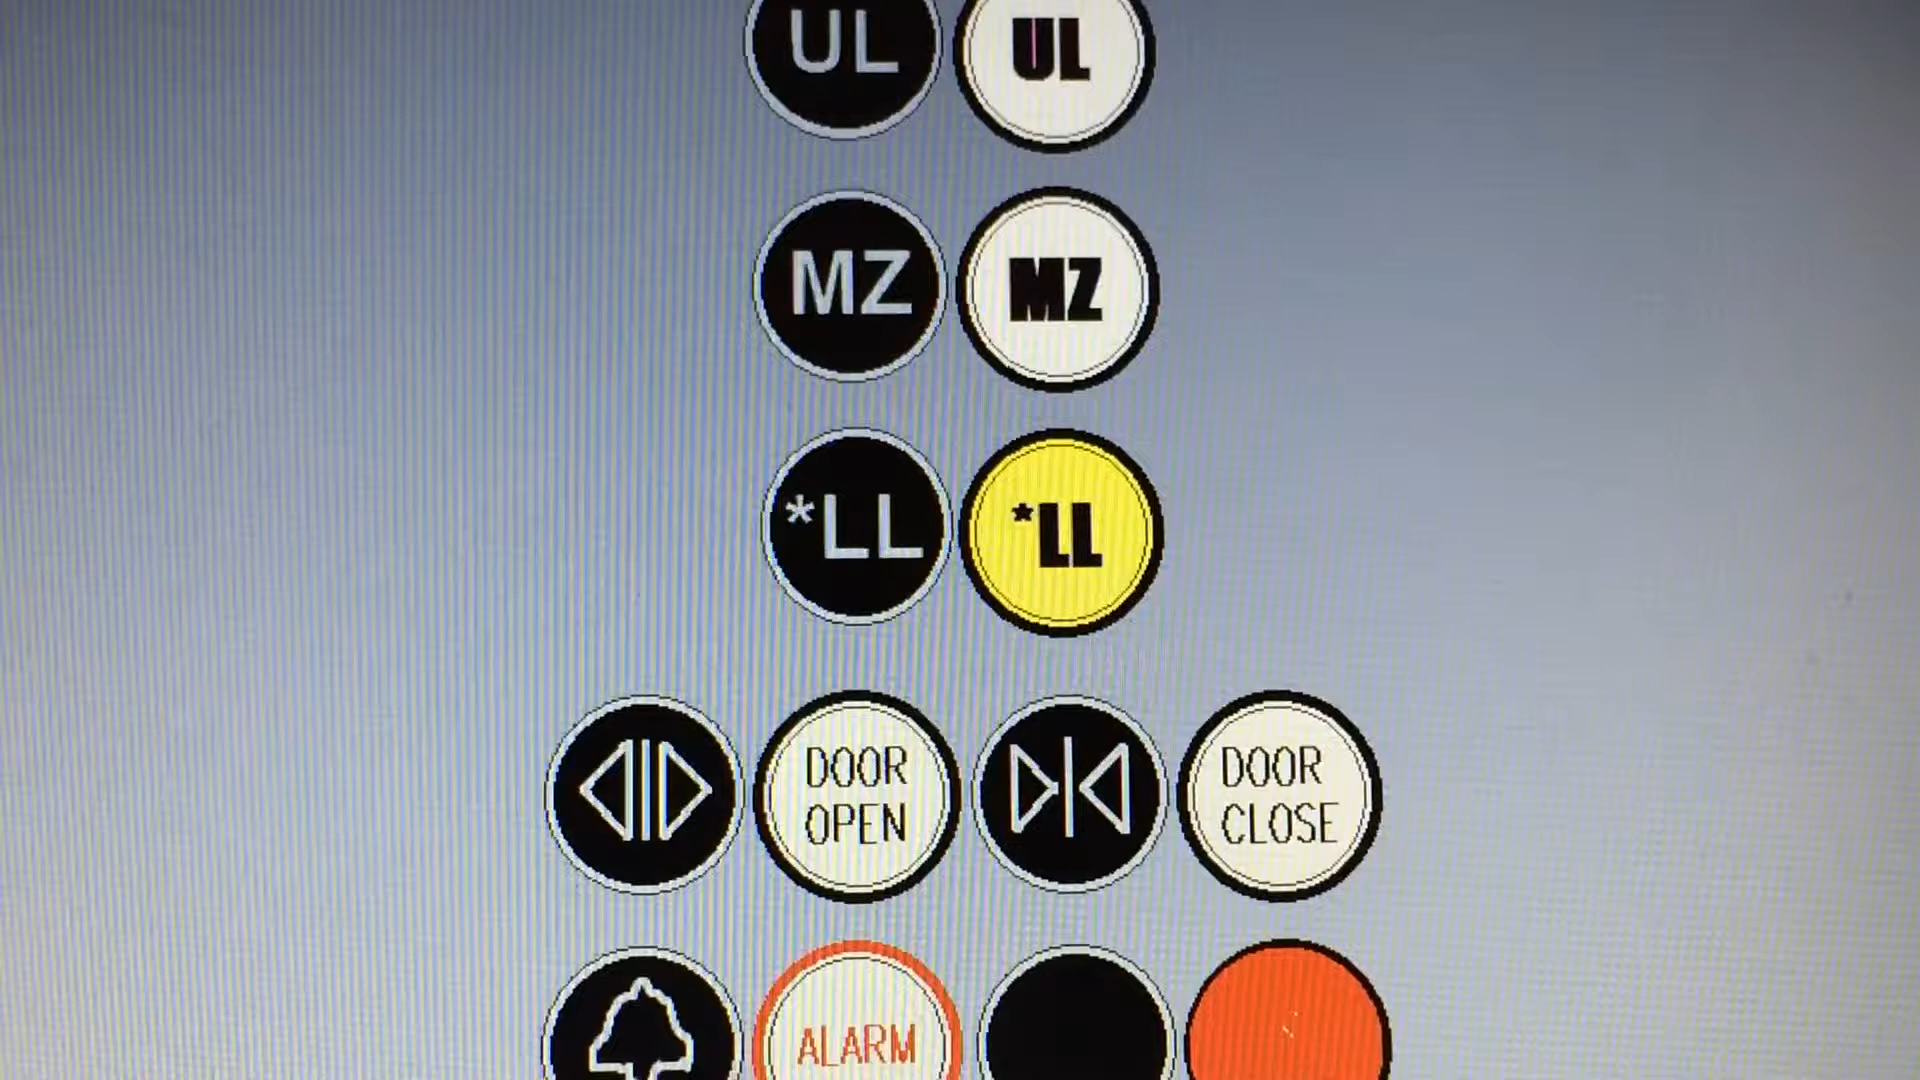 UL UL
MZ MZ
*LL *LL
DOOR
OPEN
DOOR
CLOSE
ALARM